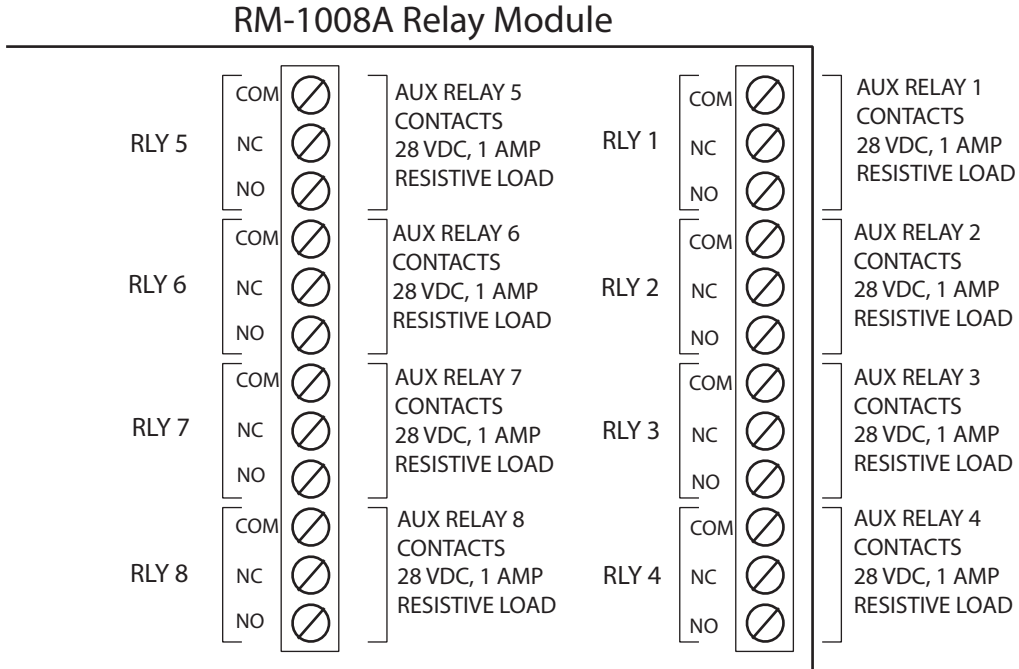 RM-1008A Relay Module
RLY 5
COM
NC
NO
AUX RELAY 5
CONTACTS
28 VDC, 1 AMP
RESISTIVE LOAD
RLY 6
COM
NC
NO
AUX RELAY 6
CONTACTS
28 VDC, 1 AMP
RESISTIVE LOAD
RLY 7
COM
NC
NO
AUX RELAY 7
CONTACTS
28 VDC, 1 AMP
RESISTIVE LOAD
RLY 8
COM
NC
NO
AUX RELAY 8
CONTACTS
28 VDC, 1 AMP
RESISTIVE LOAD
RLY 1
COM
NC
NO
AUX RELAY 1
CONTACTS
28 VDC, 1 AMP
RESISTIVE LOAD
RLY 2
COM
NC
NO
AUX RELAY 2
CONTACTS
28 VDC, 1 AMP
RESISTIVE LOAD
RLY 3
COM
NC
NO
AUX RELAY 3
CONTACTS
28 VDC, 1 AMP
RESISTIVE LOAD
RLY 4
COM
NC
NO
AUX RELAY 4
CONTACTS
28 VDC, 1 AMP
RESISTIVE LOAD